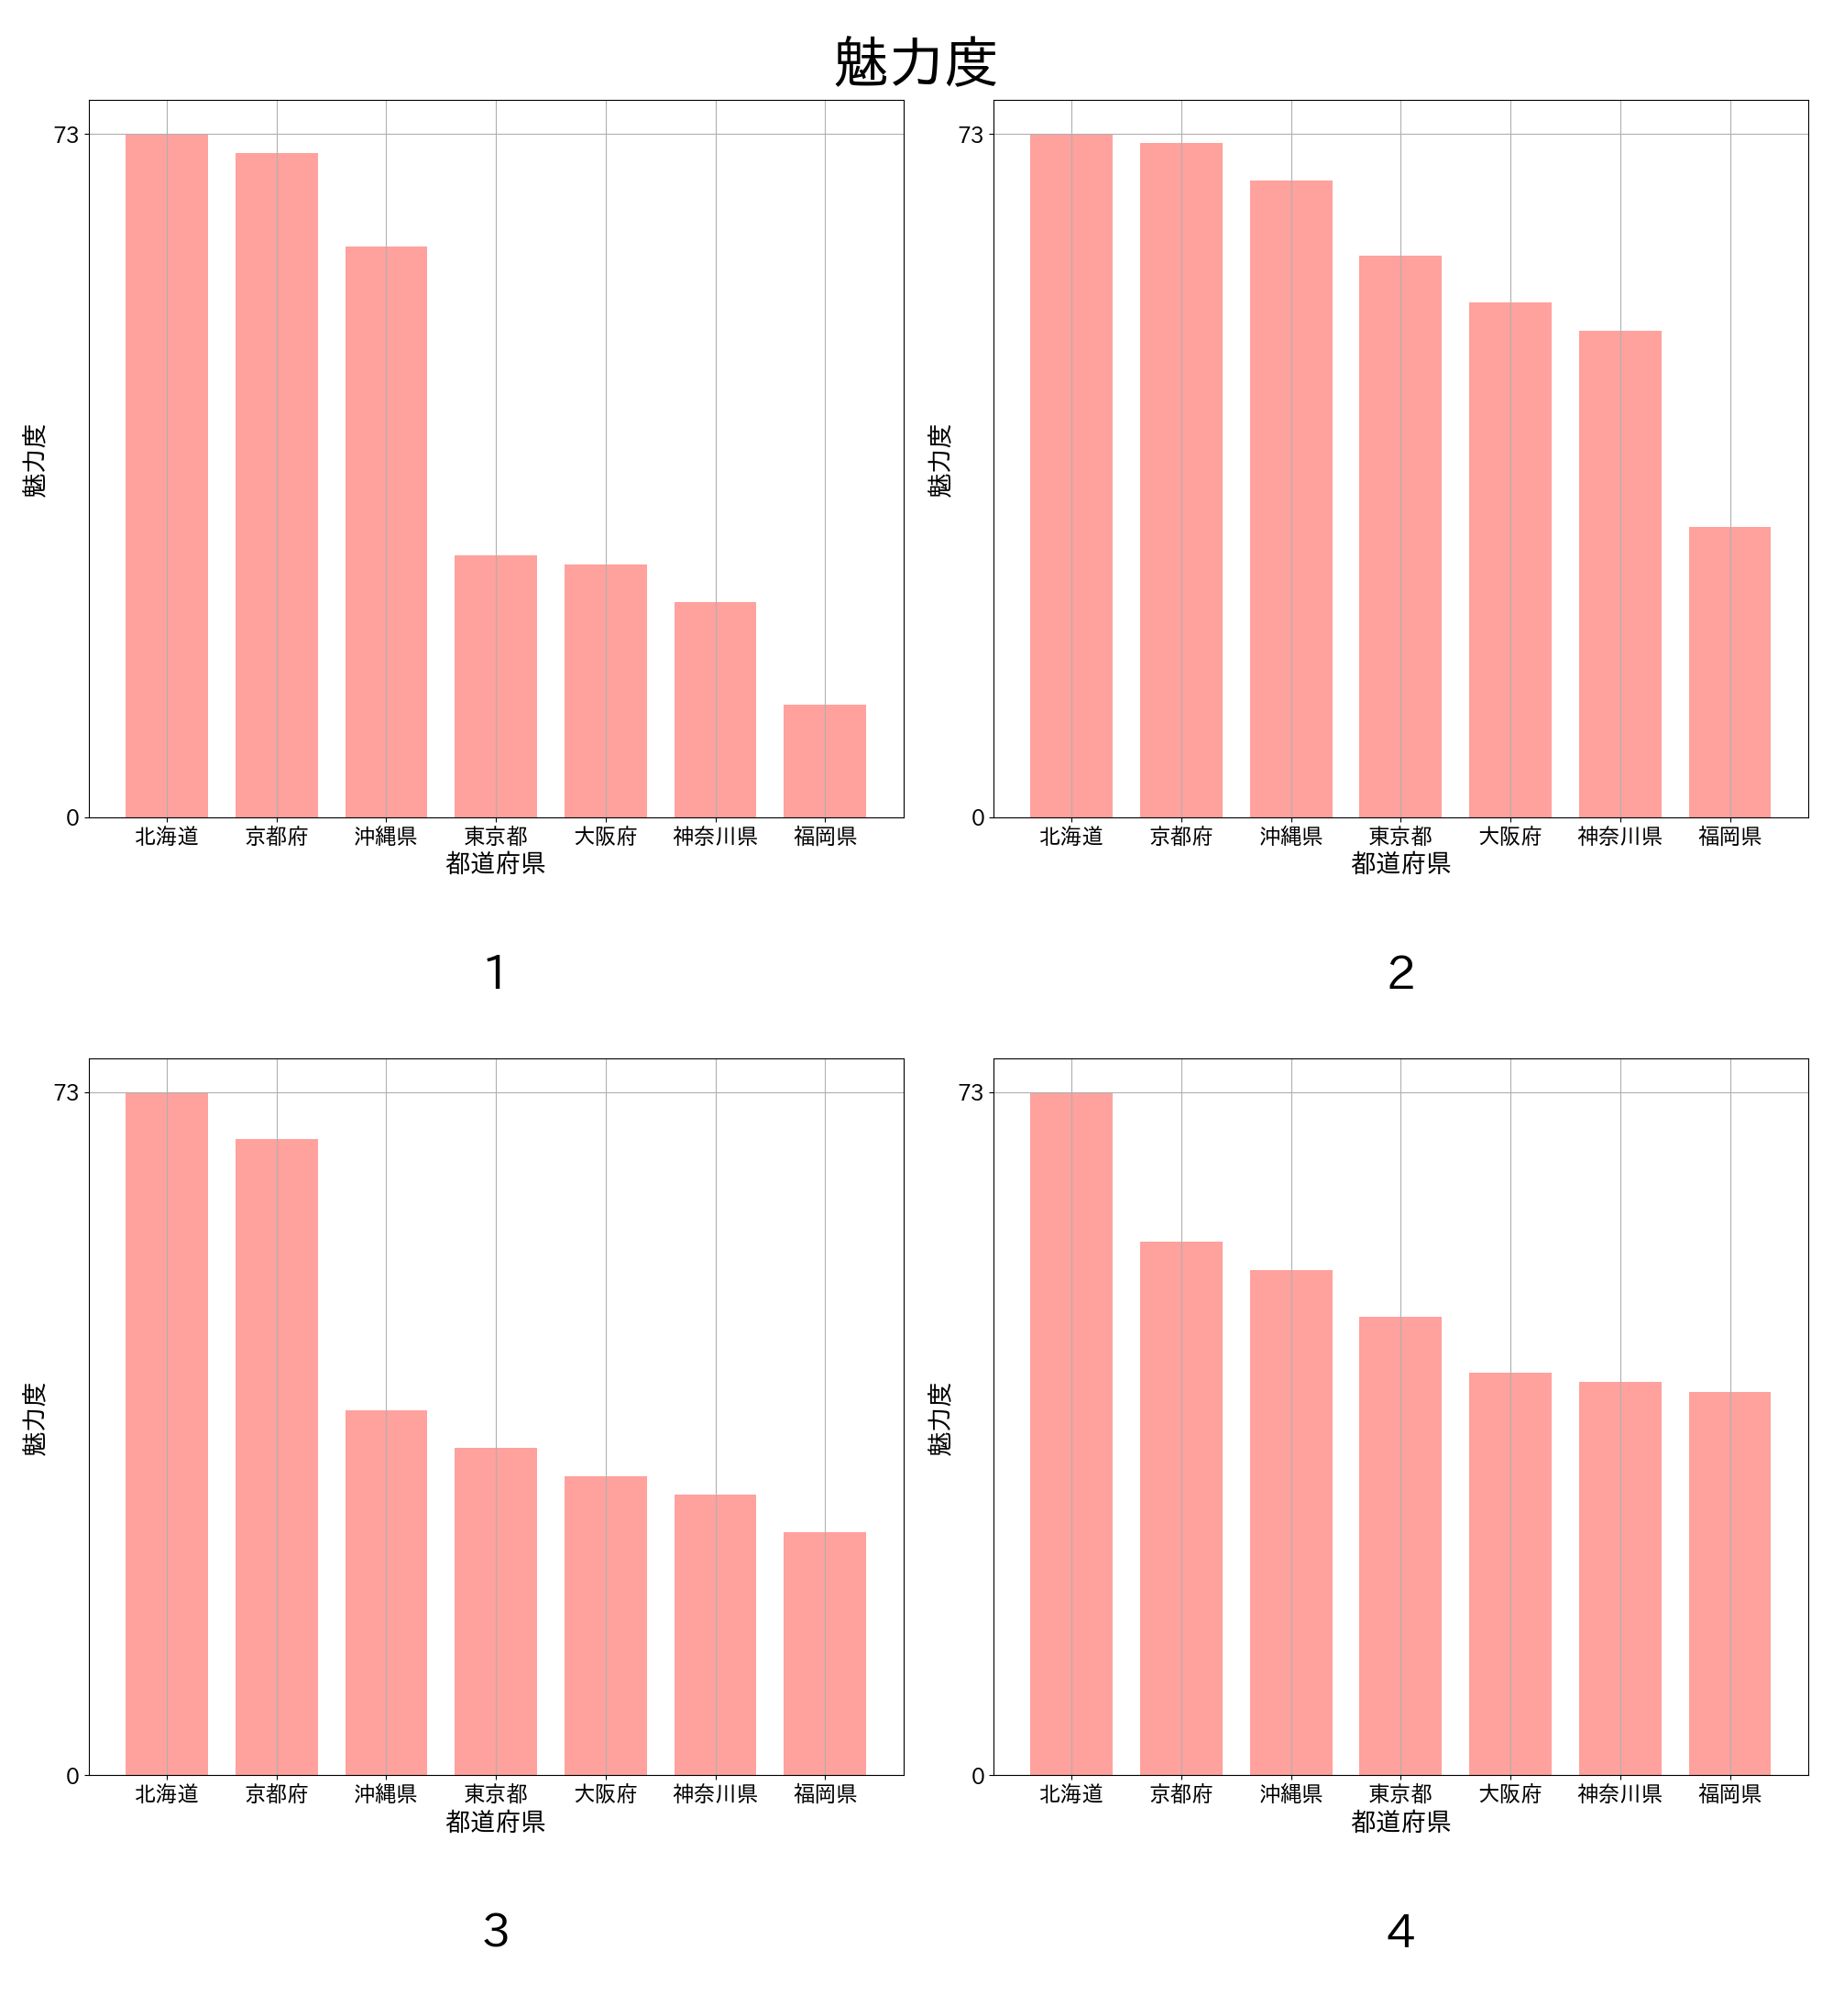 魅力度
73
0
魅力度
北海道 京都府 沖縄県 東京都 大阪府 神奈川県 福岡県
都道府県
1
73
0
魅力度
北海道 京都府 沖縄県 東京都 大阪府 神奈川県 福岡県
都道府県
2
73
0
魅力度
北海道 京都府 沖縄県 東京都 大阪府 神奈川県 福岡県
都道府県
3
73
0
魅力度
北海道 京都府 沖縄県 東京都 大阪府 神奈川県 福岡県
都道府県
4